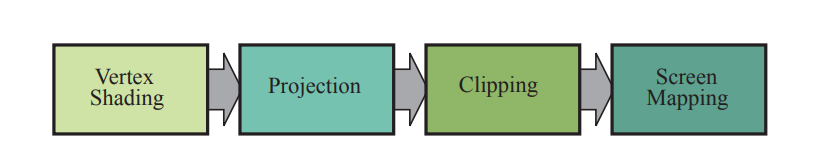 Vertex
Shading
Projection
Clipping
Screen
Mapping